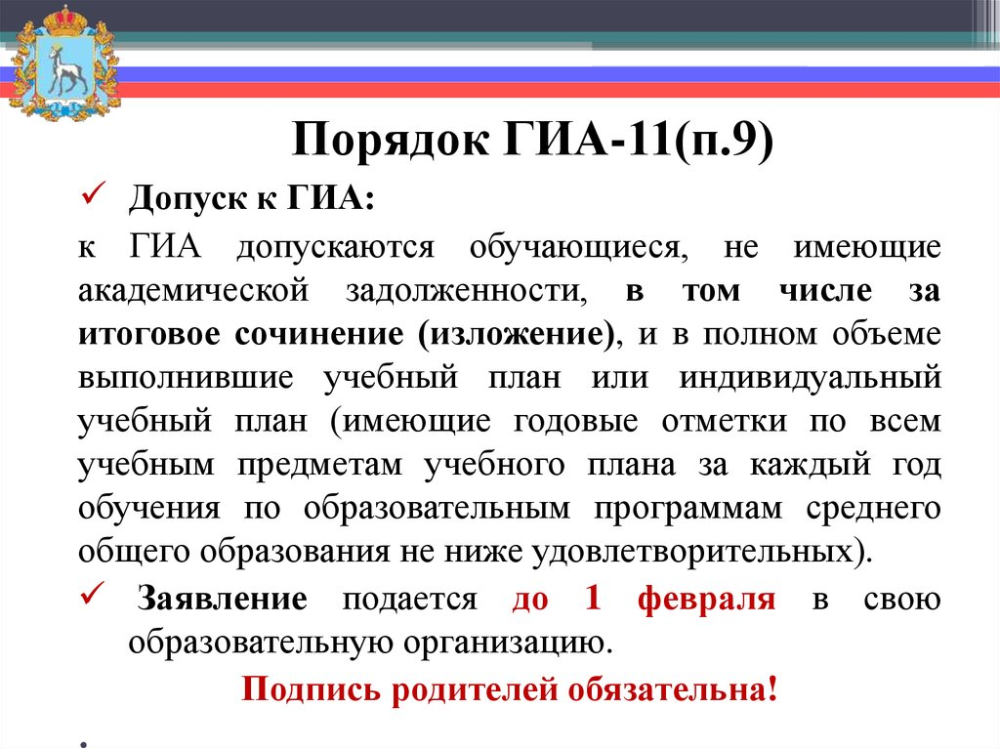 Порядок ГИА-11(п.9)
✓ Допуск к ГИА:
к ГИА допускаются обучающиеся, не имеющие
академической задолженности, в том числе за
итоговое сочинение (изложение), и в полном объеме
выполнившие учебный план или индивидуальный
учебный план (имеющие годовые отметки по всем
учебным предметам учебного плана за каждый год
обучения по образовательным программам среднего
общего образования не ниже удовлетворительных).
✓ Заявление подается до 1 февраля в свою
образовательную организацию.
Подпись родителей обязательна!
•